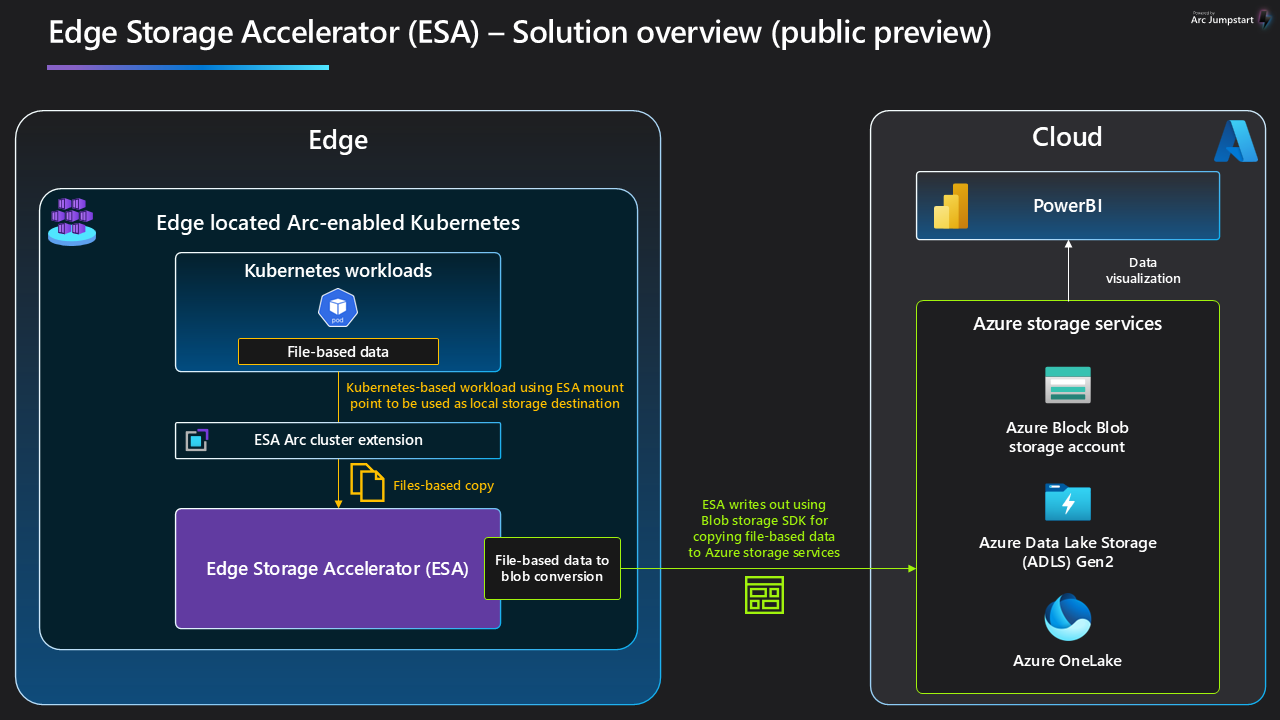 Edge Storage Accelerator (ESA) – Solution overview (public preview)
Powered by
Arc Jumpstart
Edge
Edge located Arc-enabled Kubernetes
Kubernetes workloads
pod
File-based data
Kubernetes-based workload using ESA mount
point to be used as local storage destination
ESA Arc cluster extension
Files-based copy
Edge Storage Accelerator (ESA)
File-based data to
blob conversion
ESA writes out using
Blob storage SDK for
copying file-based data
to Azure storage services
Cloud
PowerBI
Data
visualization
Azure storage services
Azure Block Blob
storage account
Azure Data Lake Storage
(ADLS) Gen2
Azure OneLake